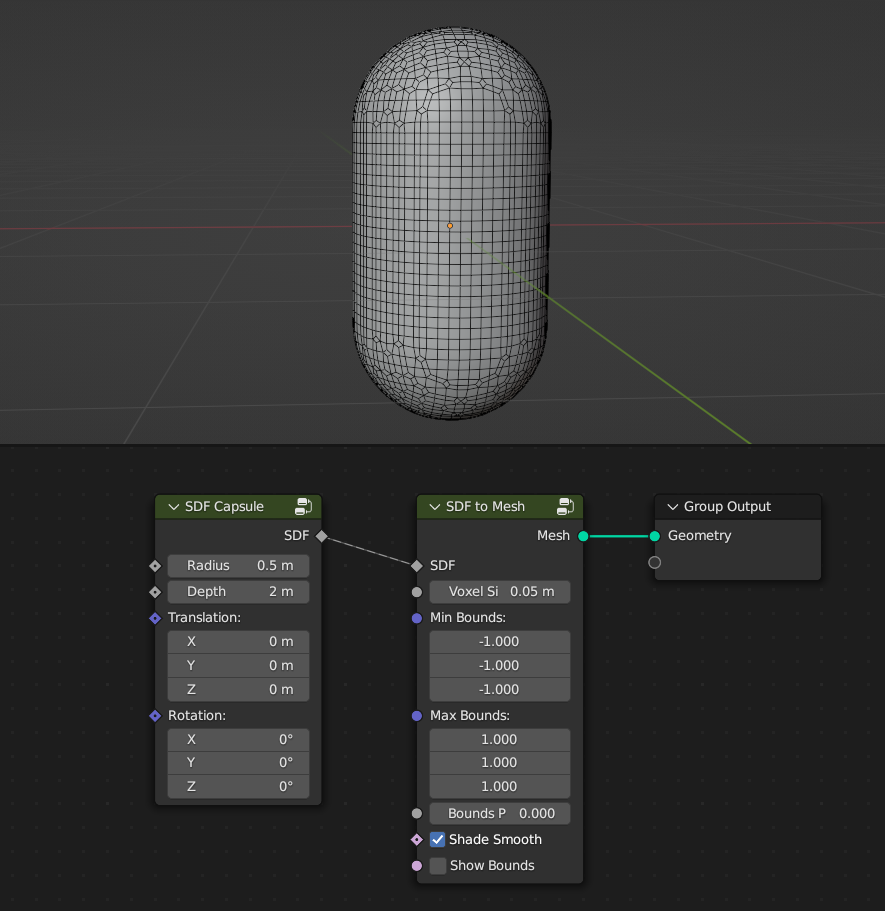 SDF Capsule
SDF
Radius 0.5 m
Depth 2 m
Translation:
X 0 m
Y 0 m
Z 0 m
Rotation:
X 0°
Y 0°
Z 0°
SDF to Mesh
Mesh
SDF
Voxel Si 0.05 m
Min Bounds:
-1.000
-1.000
-1.000
Max Bounds:
1.000
1.000
1.000
Bounds P 0.000
Shade Smooth
Show Bounds
Group Output
Geometry